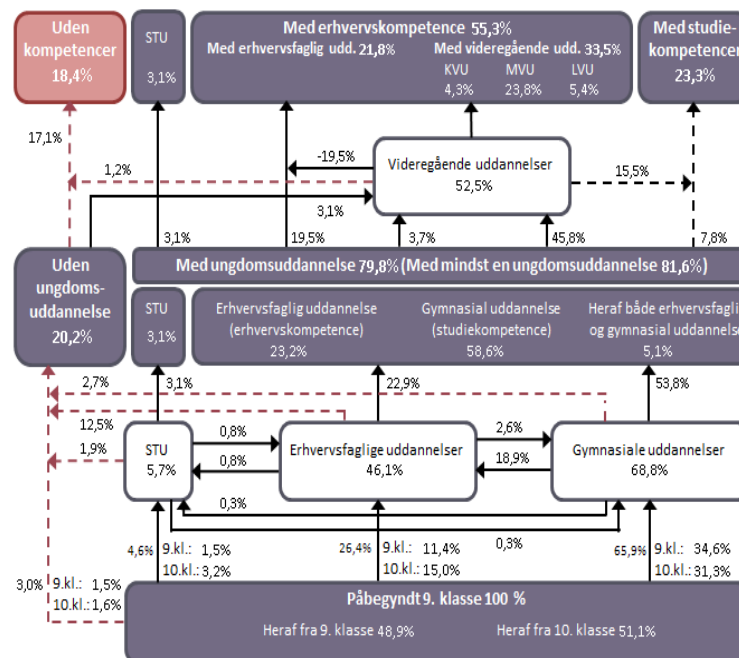 Uden
kompetencer
18,4%
STU
3,1%
Med erhvervskompetence 55,3%
Med erhvervsfaglig udd. 21,8%
Med videregående udd. 33,5%
KVU
MVU
LVU
4,3%
23,8%
5,4%
Med studie-
kompetencer
23,3%
17,1%
1,2%
-19,5%
Videregående uddannelser
52,5%
15,5%
3,1%
3,1%
19,5%
3,7%
45,8%
7,8%
Uden
ungdoms-
uddannelse
20,2%
Med ungdomsuddannelse 79,8% (Med mindst en ungdomsuddannelse 81,6%)
STU
3,1%
Erhvervsfaglig uddannelse
(erhvervskompetence)
23,2%
Gymnasial uddannelse
(studiekompetence)
58,6%
Heraf både erhvervsfaglig
og gymnasial uddannelse
5,1%
2,7%
3,1%
22,9%
53,8%
12,5%
1,9%
STU
5,7%
0,8%
0,8%
Erhvervsfaglige uddannelser
46,1%
2,6%
18,9%
Gymnasiale uddannelser
68,8%
0,3%
0,3%
4,6%
9.kl.: 1,5%
10.kl.: 3,2%
26,4%
9.kl.: 11,4%
10.kl.: 15,0%
65,9%
9.kl.: 34,6%
10.kl.: 31,3%
3,0%
9.kl.: 1,5%
10.kl.: 1,6%
Påbegyndt 9. klasse 100 %
Heraf fra 9. klasse 48,9%
Heraf fra 10. klasse 51,1%